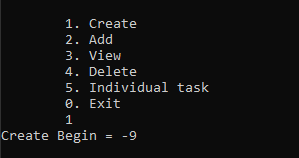 1. Create
2. Add
3. View
4. Delete
5. Individual task
0. Exit
1
Create Begin = -9